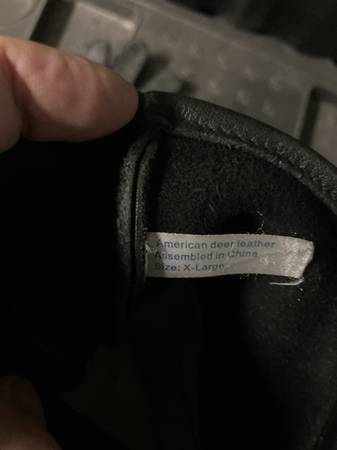 American deer leather
Assembled in China
Size: X-Large